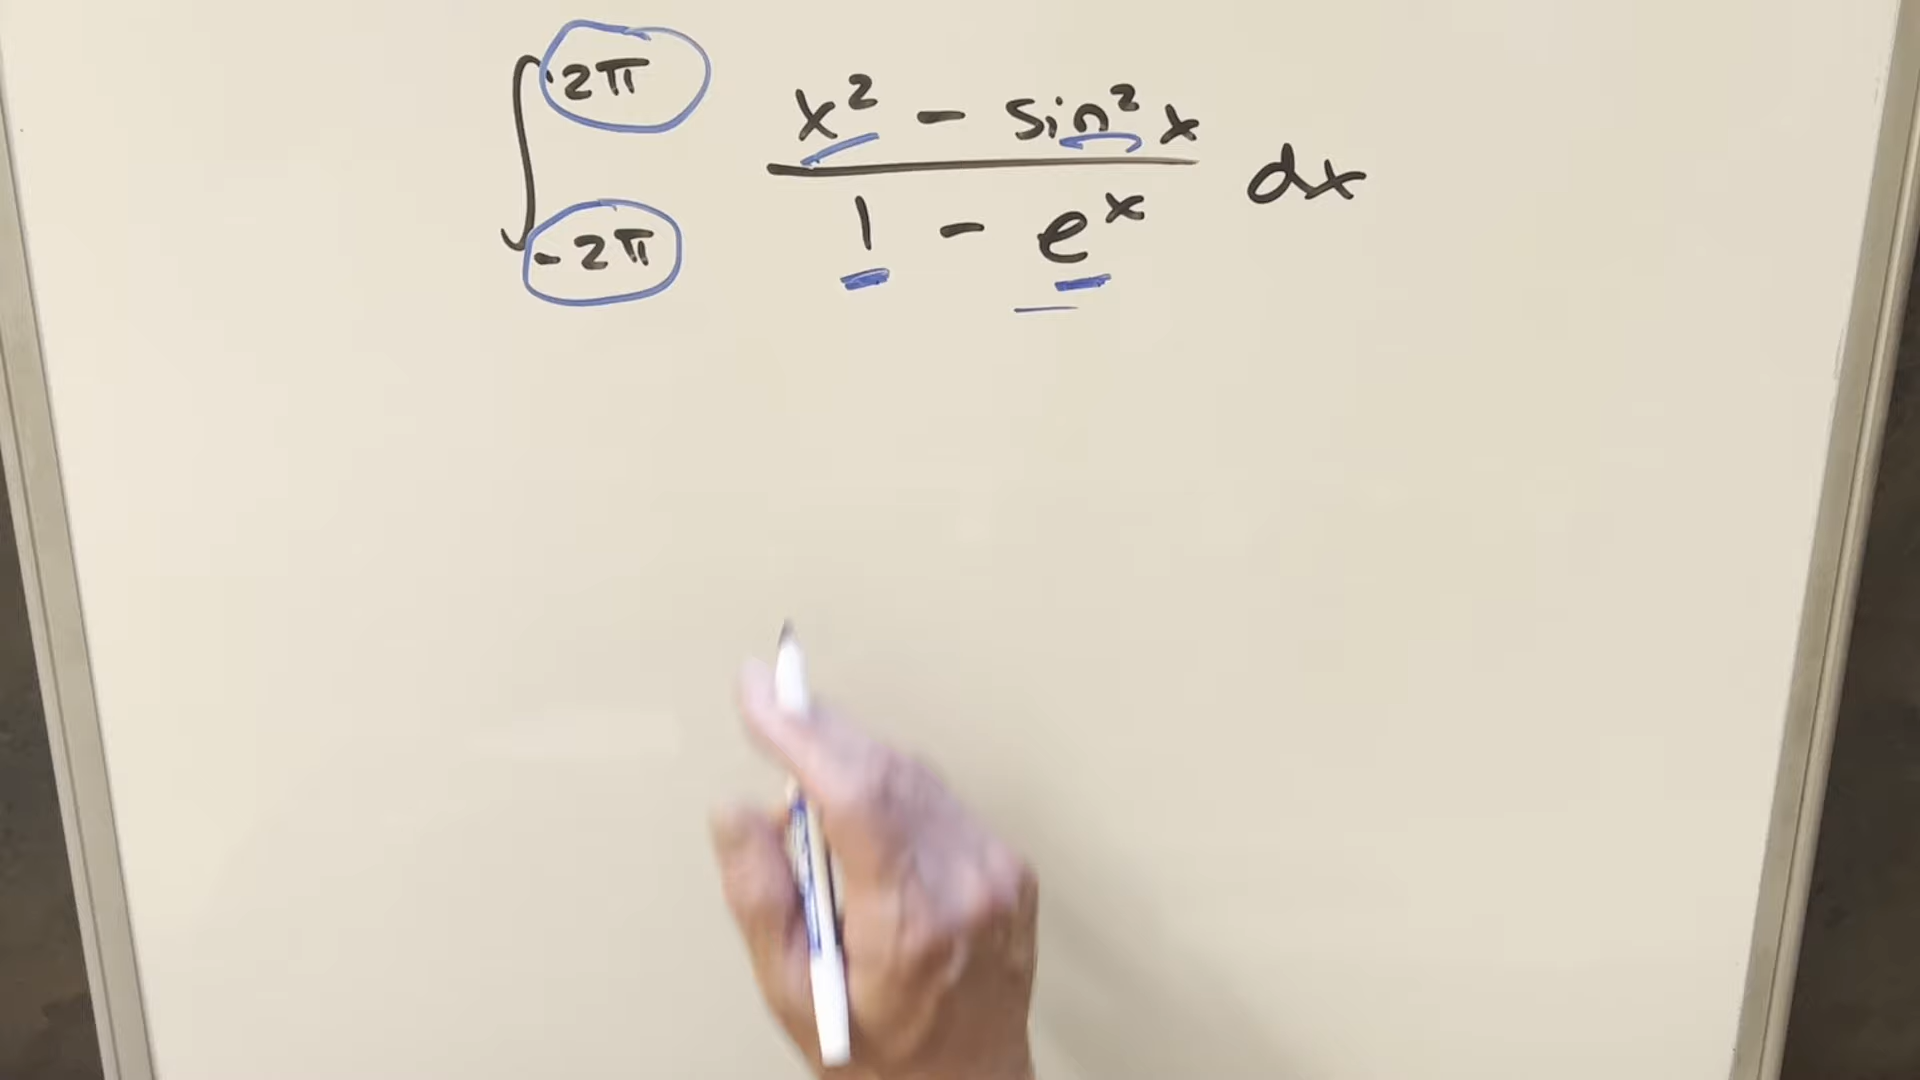 ∫_{-2π}^{2π} (x² - sin² x)/(1 - eˣ) dx